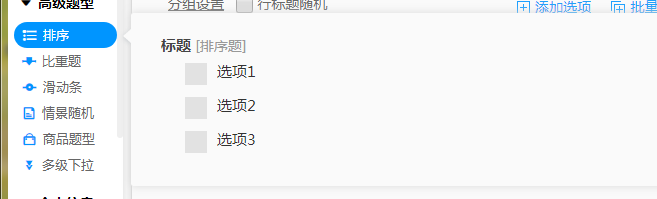 高级题型
分组设置 行标题随机
添加选项 批量
排序
比重题
滑动条
情景随机
商品题型
多级下拉
标题 [排序题]
选项1
选项2
选项3